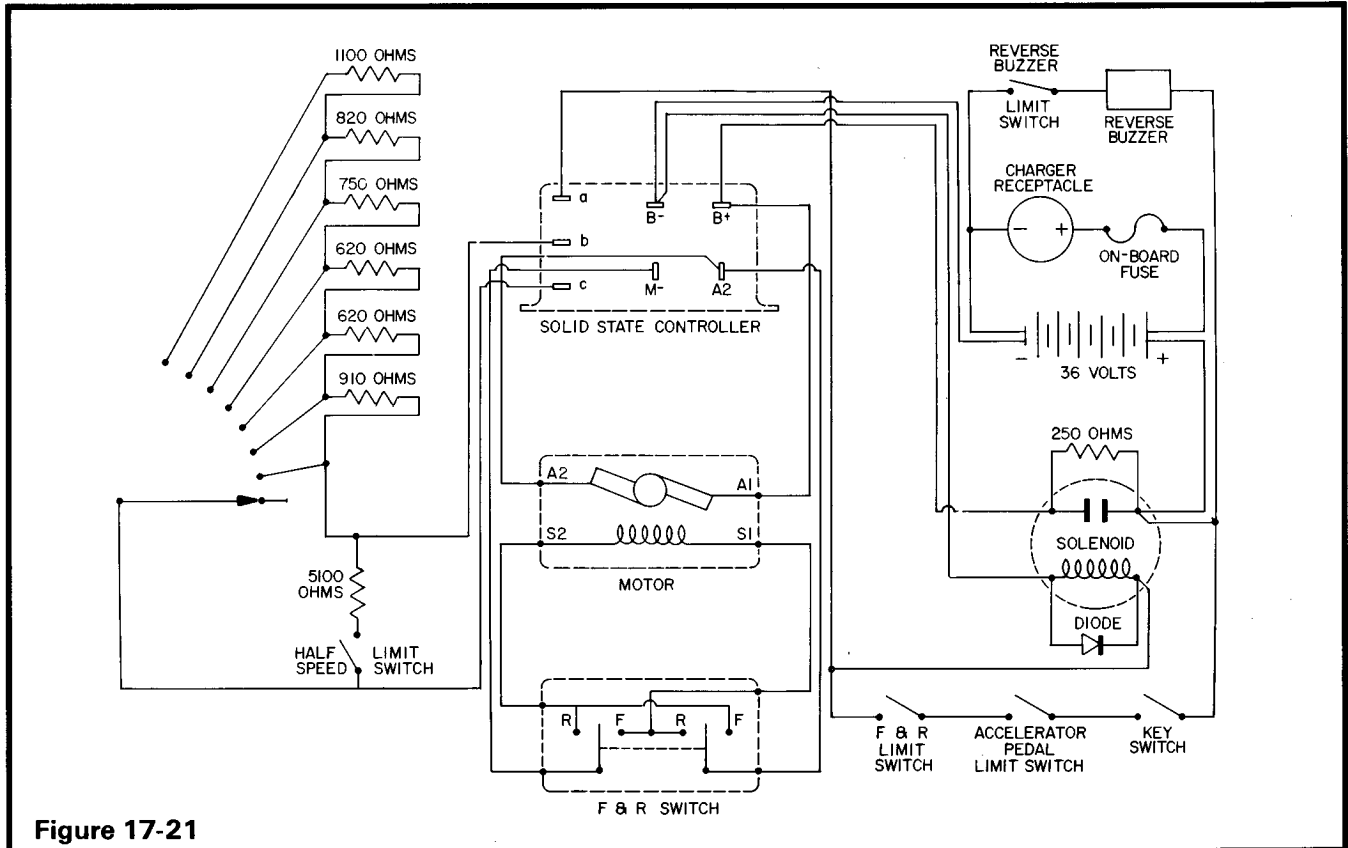 1100 OHMS
820 OHMS
750 OHMS
620 OHMS
620 OHMS
910 OHMS
5100
OHMS
HALF
SPEED
LIMIT
SWITCH
a
b
c
B-
B+
M-
A2
SOLID STATE CONTROLLER
A2
A1
S2
S1
MOTOR
R
F
R
F
F & R SWITCH
REVERSE
BUZZER
LIMIT
SWITCH
REVERSE
BUZZER
CHARGER
RECEPTACLE
-
+
ON-BOARD
FUSE
-
+
36 VOLTS
250 OHMS
SOLENOID
DIODE
F & R
LIMIT
SWITCH
ACCELERATOR
PEDAL
LIMIT SWITCH
KEY
SWITCH
Figure 17-21